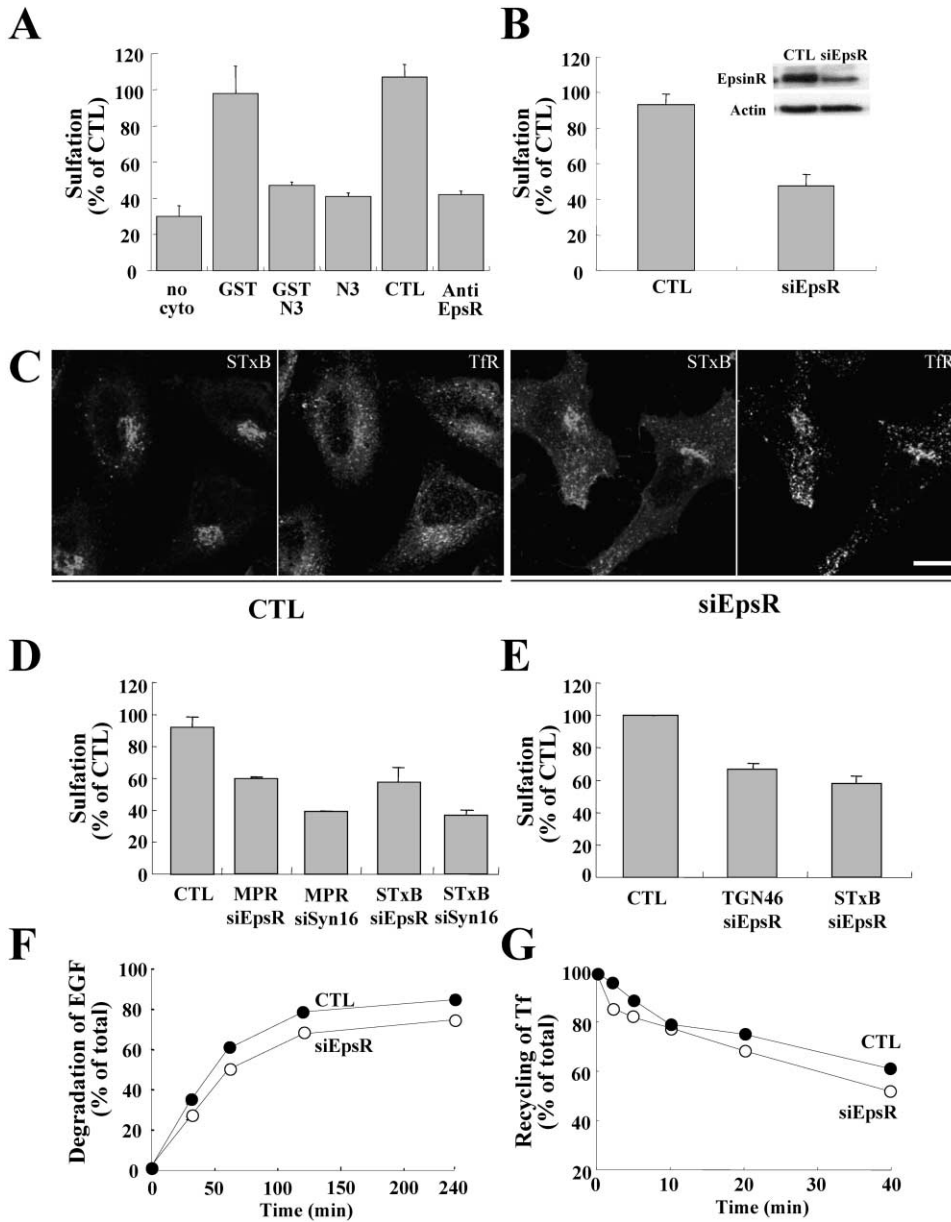 A
Sulfation
(% of CTL)
120
100
80
60
40
20
0
no
cyto
GST
GST
N3
N3
CTL
Anti
EpsR
B
Sulfation
(% of CTL)
120
100
80
60
40
20
0
CTL
siEpsR
CTL siEpsR
EpsinR
Actin
C
STxB
TfR
STxB
TfR
CTL
siEpsR
D
Sulfation
(% of CTL)
120
100
80
60
40
20
0
CTL
MPR
siEpsR
MPR
siSyn16
STxB
siEpsR
STxB
siSyn16
E
Sulfation
(% of CTL)
120
100
80
60
40
20
0
CTL
TGN46
siEpsR
STxB
siEpsR
F
Degradation of EGF
(% of total)
100
80
60
40
20
0
CTL
siEpsR
0 50 100 150 200 240
Time (min)
G
Recycling of Tf
(% of total)
100
80
60
40
20
CTL
siEpsR
0 10 20 30 40
Time (min)